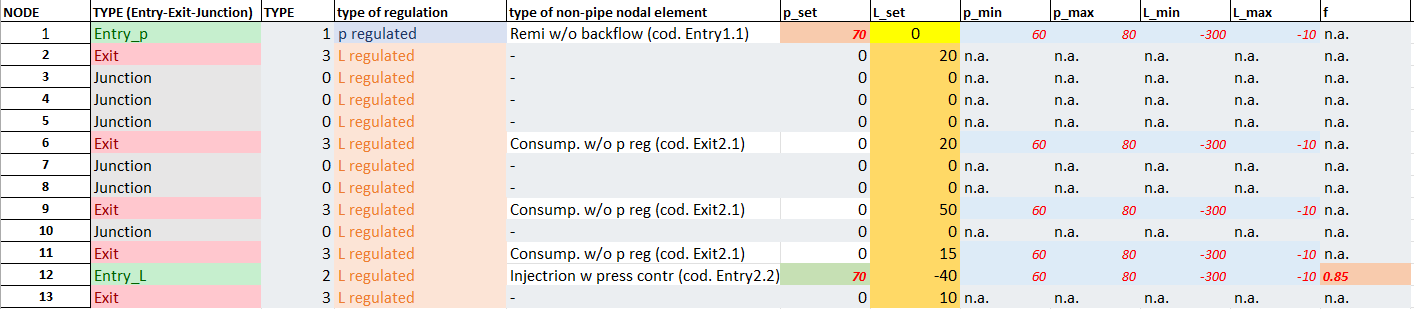 NODE TYPE (Entry-Exit-Junction) TYPE type of regulation type of non-pipe nodal element p_set L_set p_min p_max L_min L_max f
1 Entry_p 1 p regulated Remi w/o backflow (cod. Entry1.1) 70 0 60 80 -300 -10 n.a.
2 Exit 3 L regulated - 0 20 n.a. n.a. n.a. n.a. n.a.
3 Junction 0 L regulated - 0 0 n.a. n.a. n.a. n.a. n.a.
4 Junction 0 L regulated - 0 0 n.a. n.a. n.a. n.a. n.a.
5 Junction 0 L regulated - 0 0 n.a. n.a. n.a. n.a. n.a.
6 Exit 3 L regulated Consump. w/o p reg (cod. Exit2.1) 0 20 60 80 -300 -10 n.a.
7 Junction 0 L regulated - 0 0 n.a. n.a. n.a. n.a. n.a.
8 Junction 0 L regulated - 0 0 n.a. n.a. n.a. n.a. n.a.
9 Exit 3 L regulated Consump. w/o p reg (cod. Exit2.1) 0 50 60 80 -300 -10 n.a.
10 Junction 0 L regulated - 0 0 n.a. n.a. n.a. n.a. n.a.
11 Exit 3 L regulated Consump. w/o p reg (cod. Exit2.1) 0 15 60 80 -300 -10 n.a.
12 Entry_L 2 L regulated Injectrion w press contr (cod. Entry2.2) 70 -40 60 80 -300 -10 0.85
13 Exit 3 L regulated - 0 10 n.a. n.a. n.a. n.a. n.a.